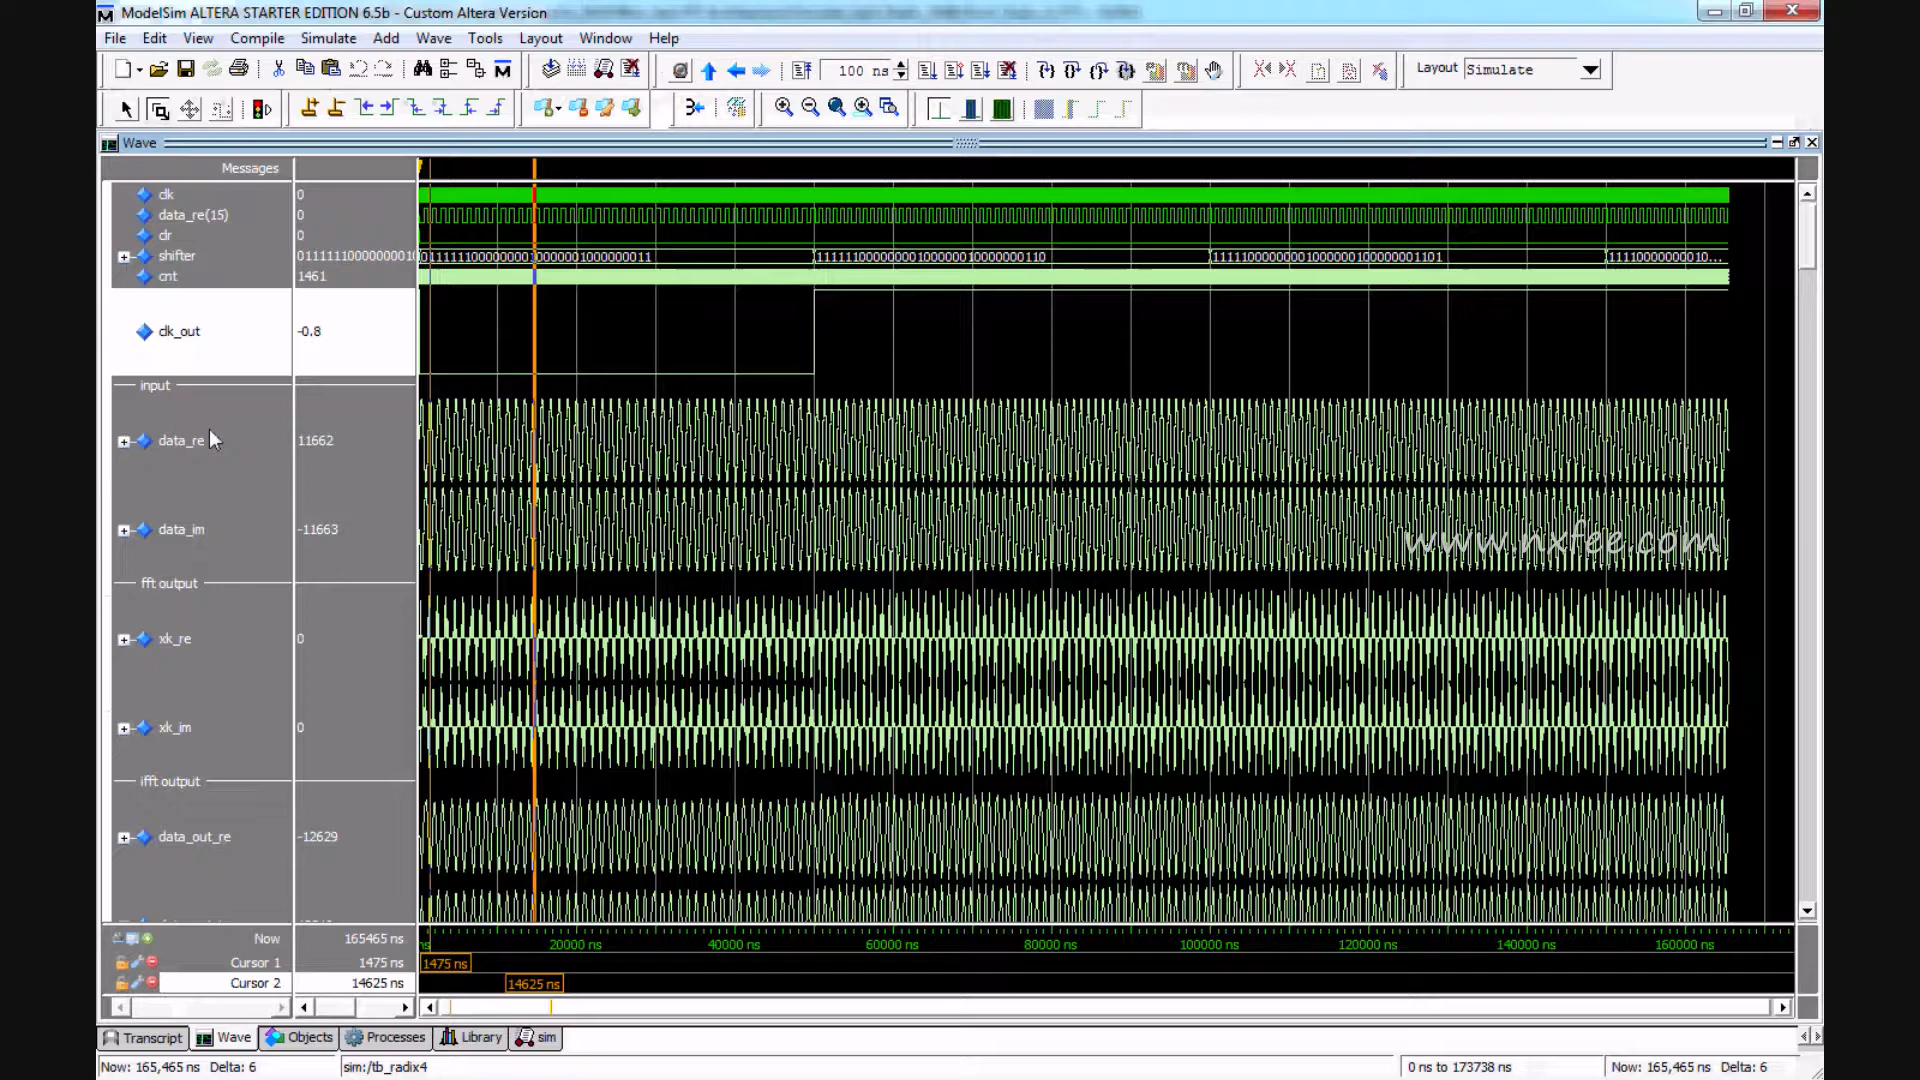 ModelSim ALTERA STARTER EDITION 6.5b - Custom Altera Version
File Edit View Compile Simulate Add Wave Tools Layout Window Help
100 ns Layout Simulate
Wave
Messages
clk 0
data_re(15) 0
clr 0
shifter 0111111000000010 0111111000000001000000100000001 1
cnt 1461
clk_out -0.8
input
data_re 11662
data_im -11663
www.nxfee.com
fft output
xk_re 0
xk_im 0
ifft output
data_out_re -12629
Now 165465 ns ns 20000 ns 40000 ns 60000 ns 80000 ns 100000 ns 120000 ns 140000 ns 160000 ns
Cursor 1 1475 ns 1475 ns
Cursor 2 14625 ns 14625 ns
Transcript Wave Objects Processes Library sim
Now: 165,465 ns Delta: 6 sim:/tb_radix4 0 ns to 173738 ns Now: 165,465 ns Delta: 6